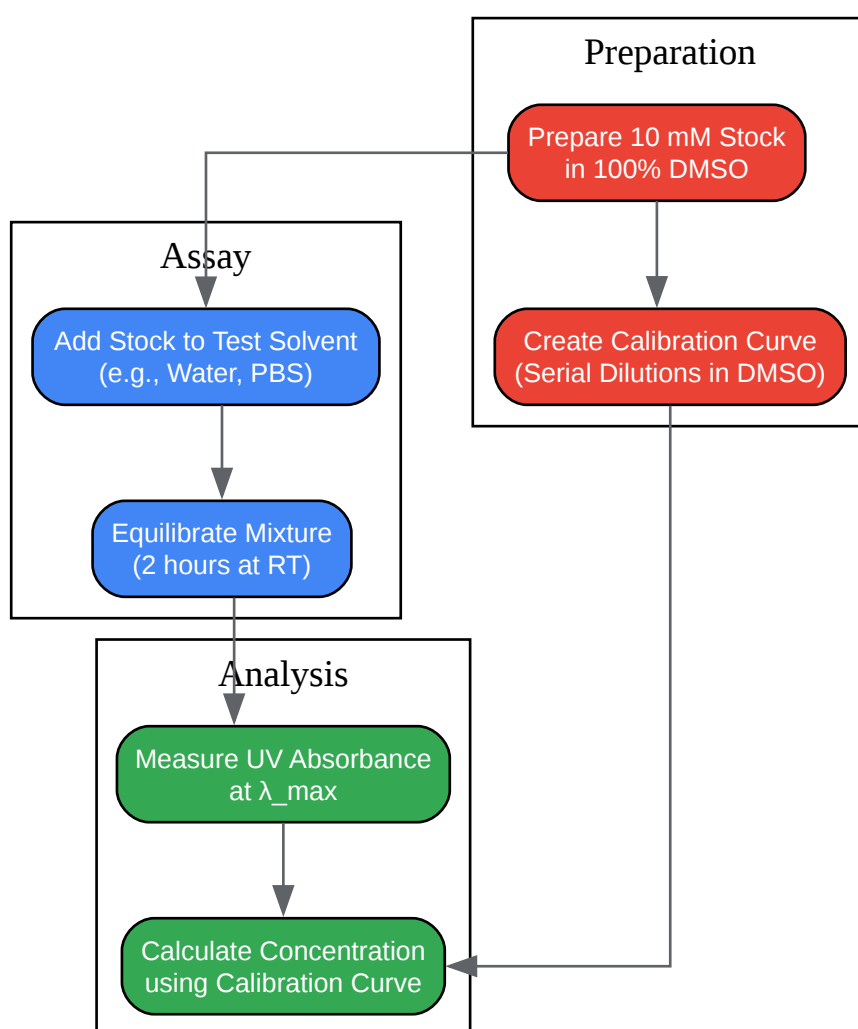 Preparation
Prepare 10 mM Stock
in 100% DMSO
Create Calibration Curve
(Serial Dilutions in DMSO)
Assay
Add Stock to Test Solvent
(e.g., Water, PBS)
Equilibrate Mixture
(2 hours at RT)
Analysis
Measure UV Absorbance
at λ_max
Calculate Concentration
using Calibration Curve